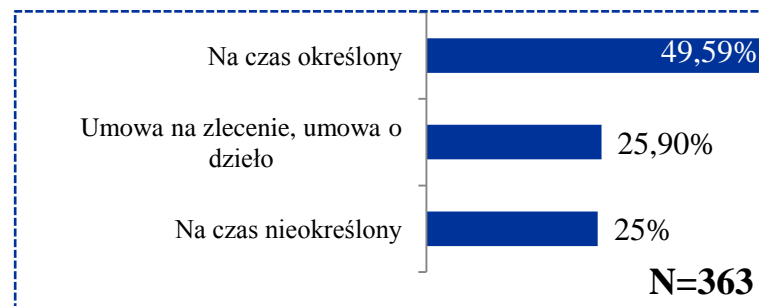 Na czas określony
49,59%
Umowa na zlecenie, umowa o
dzieło
25,90%
Na czas nieokreślony
25%
N=363